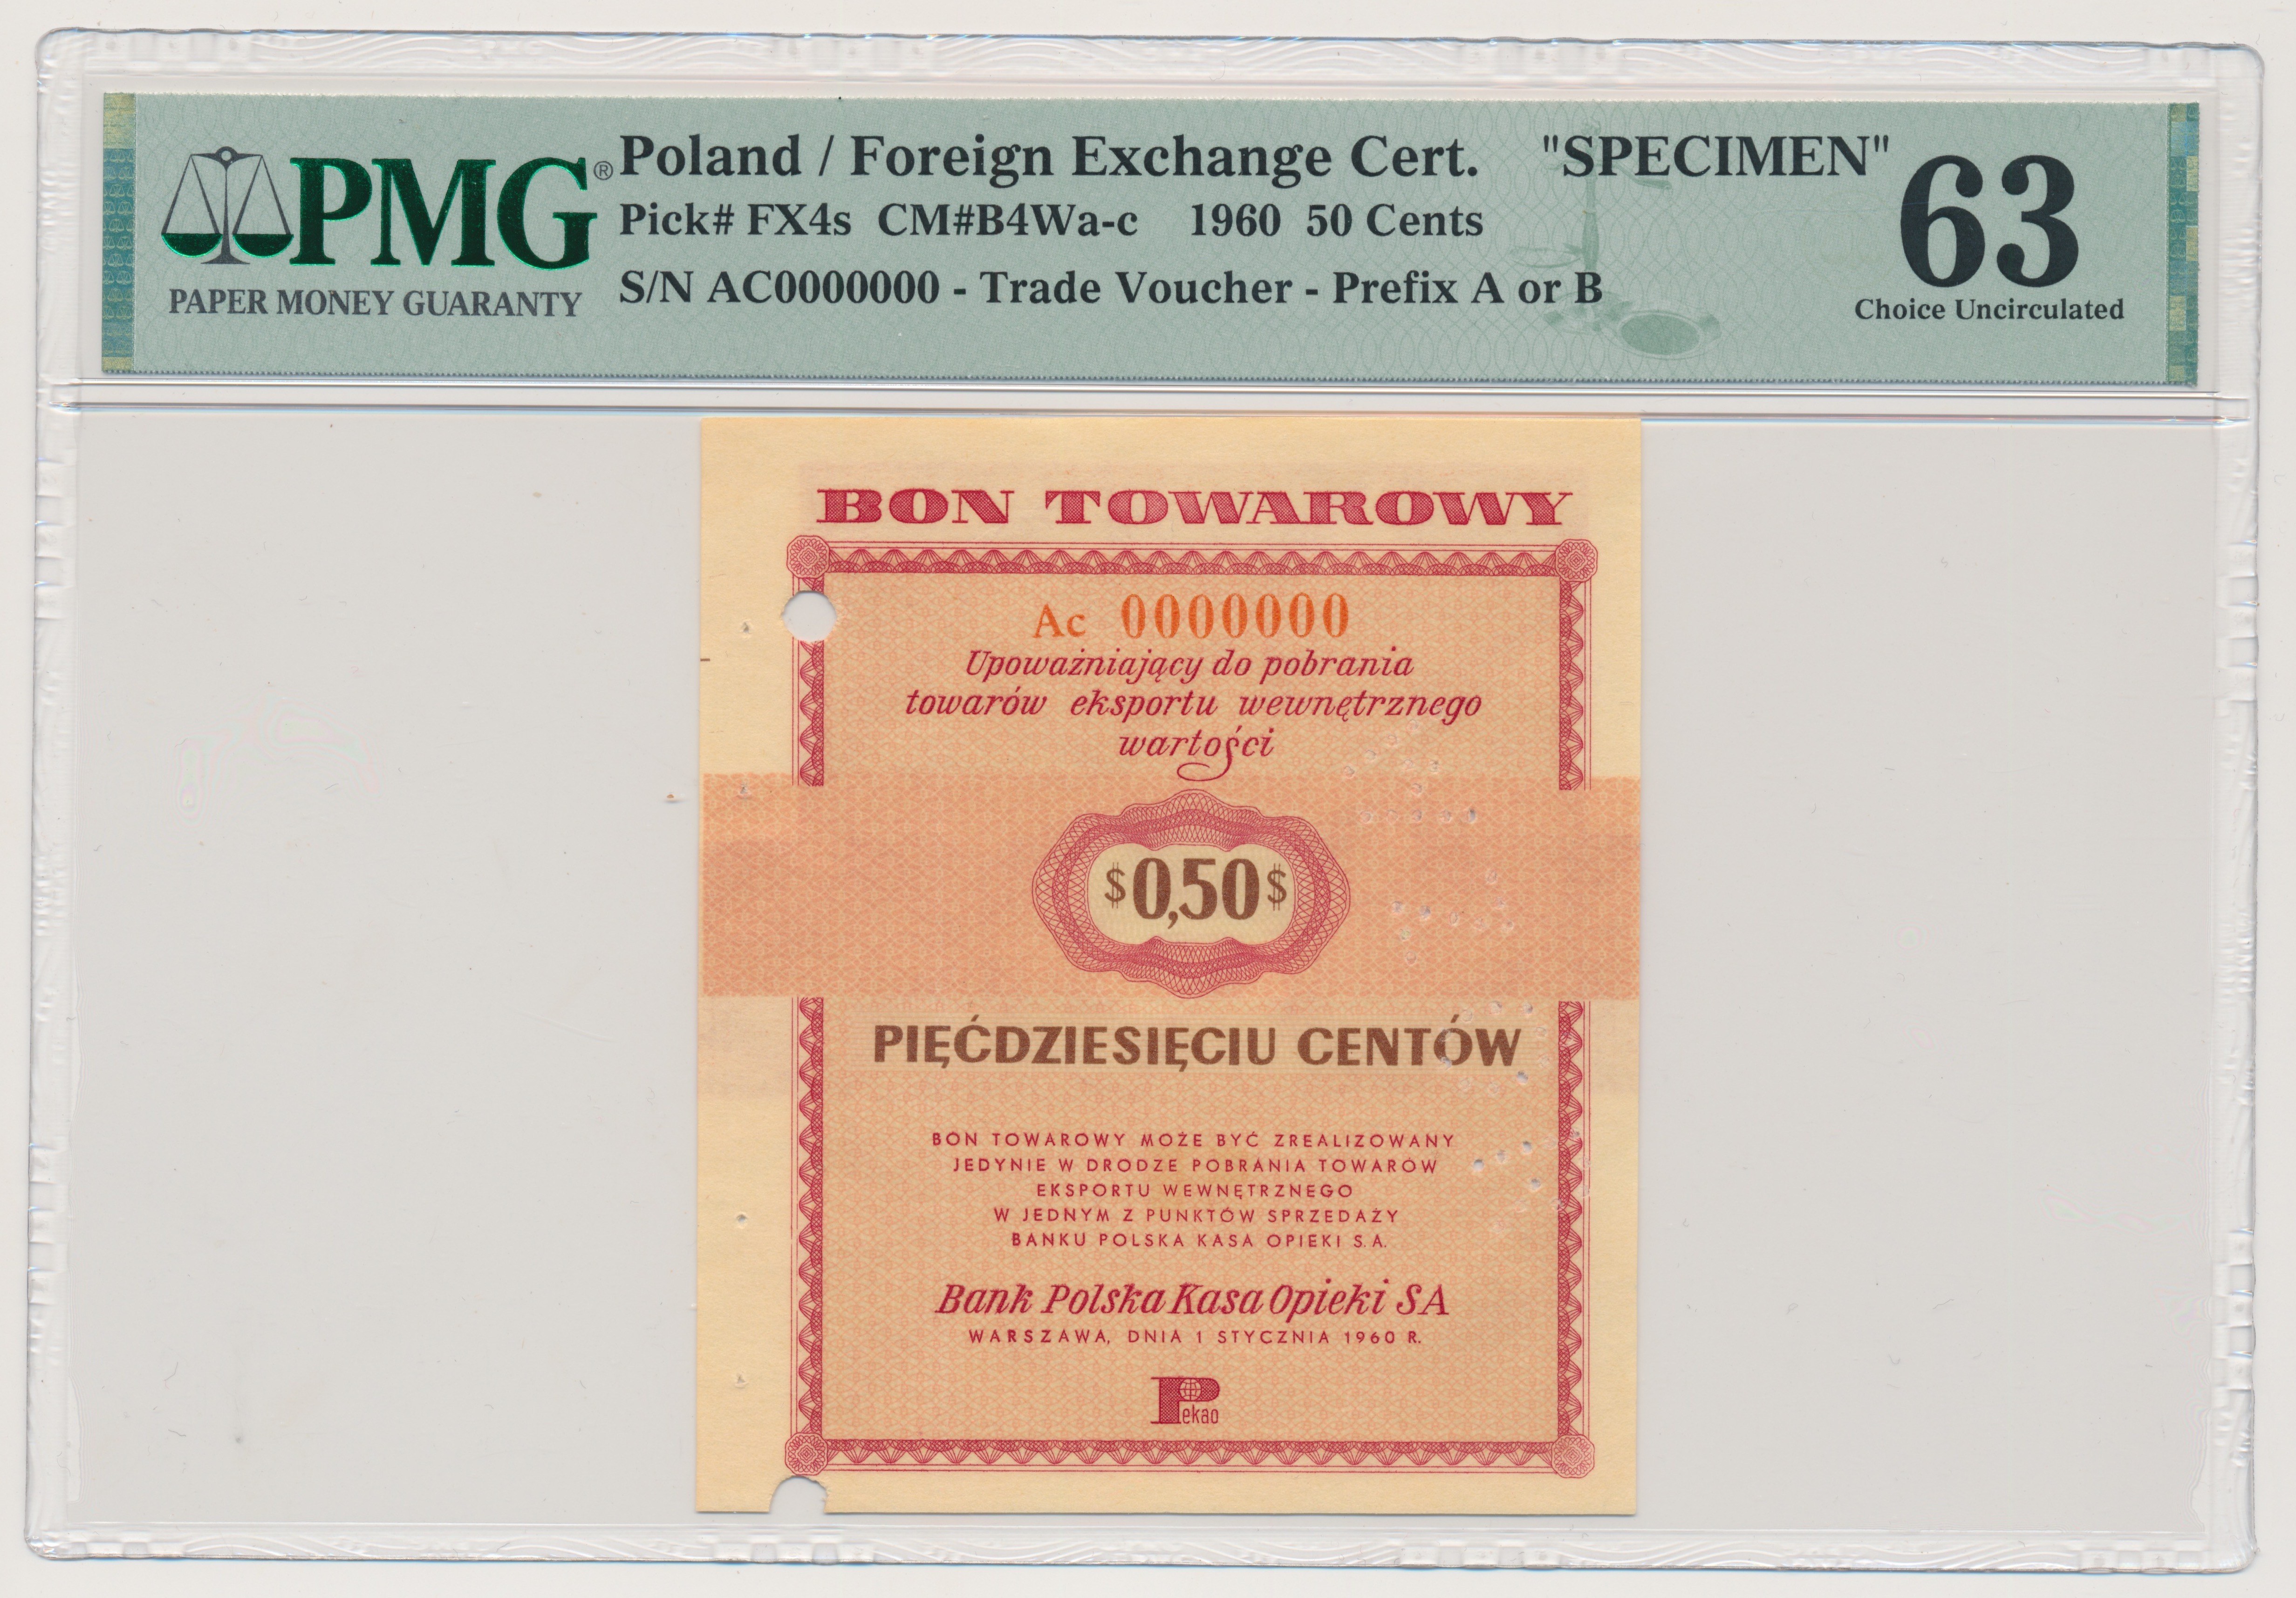 PMG®
PAPER MONEY GUARANTY
Poland / Foreign Exchange Cert. "SPECIMEN"
Pick# FX4s CM#B4Wa-c 1960 50 Cents
S/N AC0000000 - Trade Voucher - Prefix A or B
63
Choice Uncirculated
BON TOWAROWY
Ac 0000000
Upoważniający do pobrania
towarów eksportu wewnętrznego
wartości
$0,50$
PIĘĆDZIESIĘCIU CENTÓW
BON TOWAROWY MOŻE BYĆ ZREALIZOWANY
JEDYNIE W DRODZE POBRANIA TOWARÓW
EKSPORTU WEWNĘTRZNEGO
W JEDNYM Z PUNKTÓW SPRZEDAŻY
BANKU POLSKA KASA OPIEKI S.A.
Bank Polska Kasa Opieki SA
WARSZAWA, DNIA 1 STYCZNIA 1960 R.
Pekao